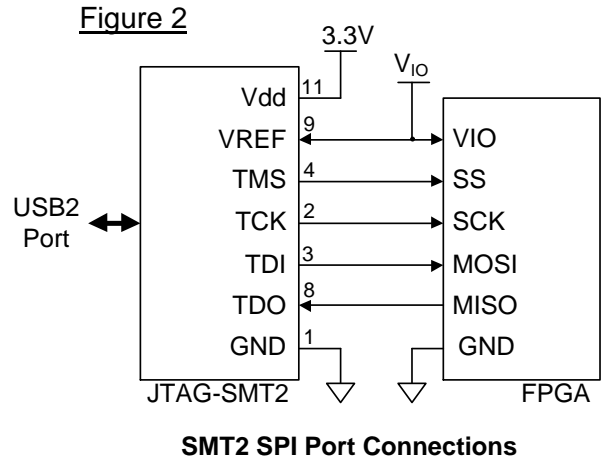 Figure 2
3.3V
V_IO
Vdd 11
VREF 9 VIO
TMS 4 SS
USB2
Port
TCK 2 SCK
TDI 3 MOSI
TDO 8 MISO
GND 1 GND
JTAG-SMT2 FPGA
SMT2 SPI Port Connections